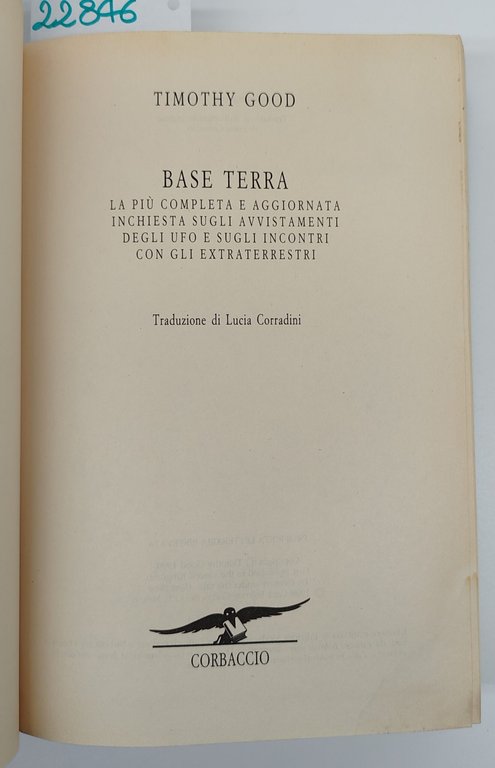 22846
TIMOTHY GOOD
BASE TERRA
LA PIÙ COMPLETA E AGGIORNATA
INCHIESTA SUGLI AVVISTAMENTI
DEGLI UFO E SUGLI INCONTRI
CON GLI EXTRATERRESTRI
Traduzione di Lucia Corradini
CORBACCIO